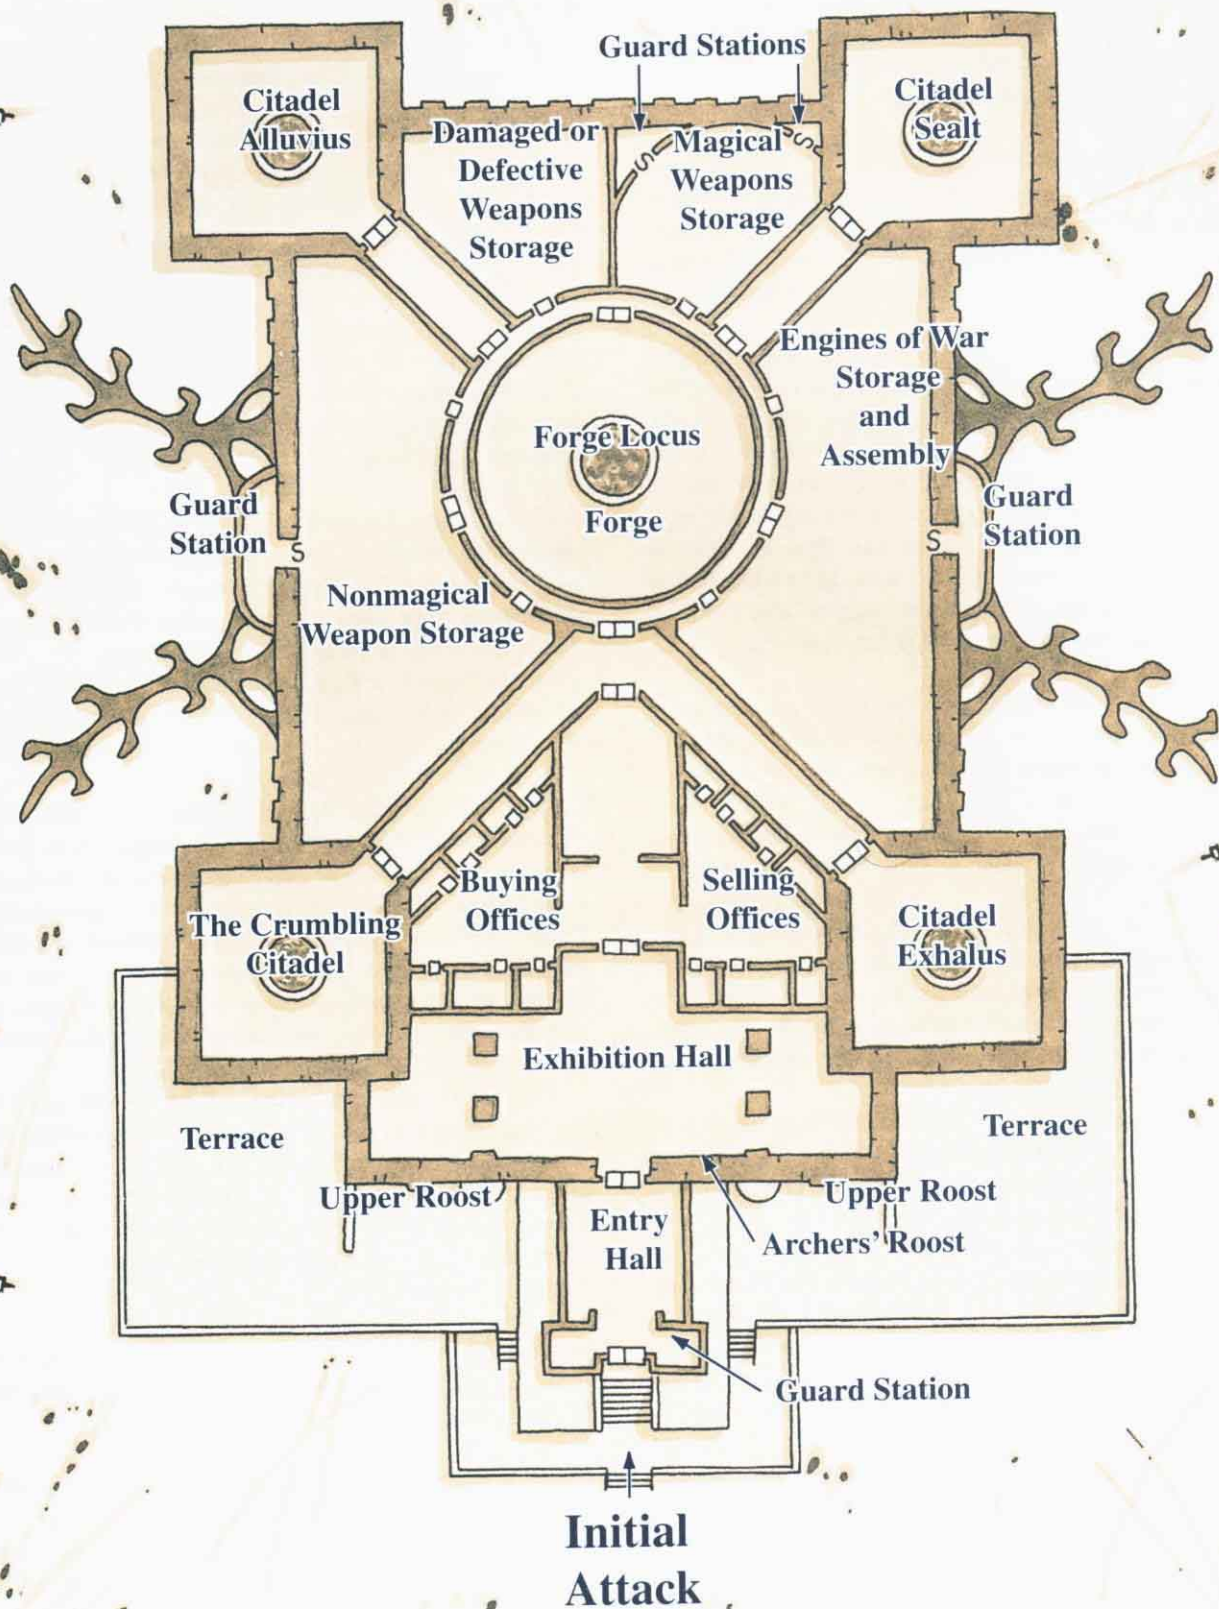 Guard Stations
Citadel
Alluvius
Citadel
Sealt
Damaged or
Defective
Weapons
Storage
S
S
Magical
Weapons
Storage
Engines of War
Storage
and
Assembly
Forge Locus
Forge
Guard
Station
S
Guard
Station
S
Nonmagical
Weapon Storage
Buying
Offices
Selling
Offices
The Crumbling
Citadel
Citadel
Exhalus
Exhibition Hall
Terrace
Terrace
Upper Roost
Upper Roost
Entry
Hall
Archers' Roost
Guard Station
Initial
Attack